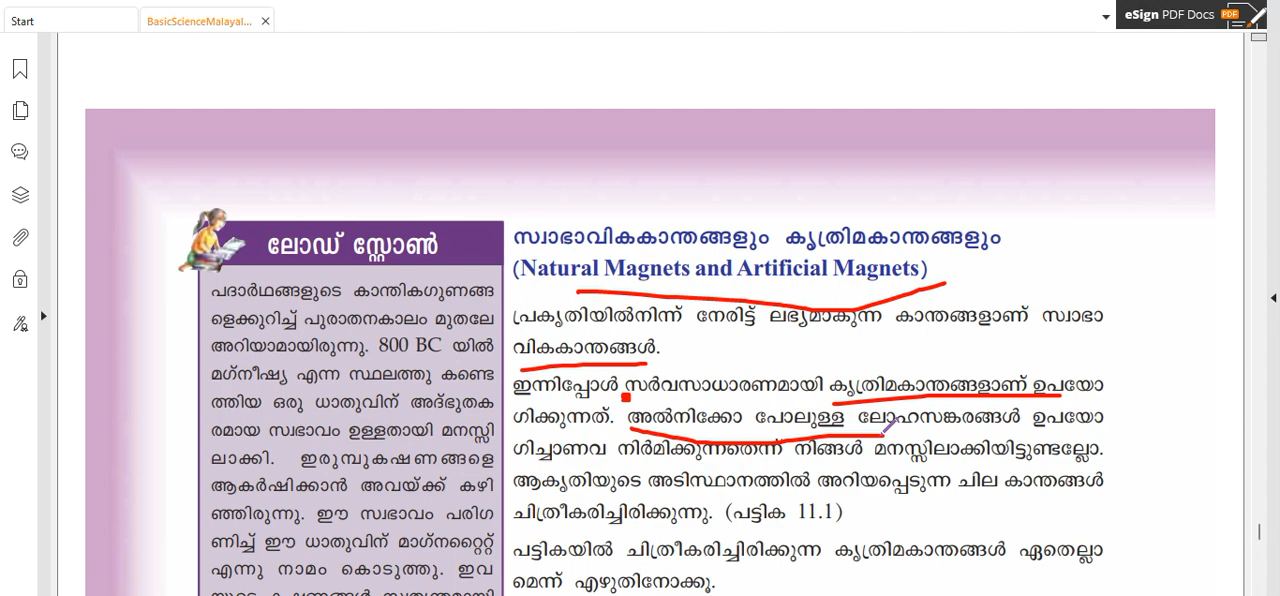 Start
BasicScienceMalayal...
eSign PDF Docs
PDF
ലോഡ് സ്റ്റോൺ
പദാർഥങ്ങളുടെ കാന്തികഗുണങ്ങ
ളെക്കുറിച്ച് പുരാതനകാലം മുതലേ
അറിയാമായിരുന്നു. 800 BC യിൽ
മഗ്നീഷ്യ എന്ന സ്ഥലത്തു കണ്ടെ
ത്തിയ ഒരു ധാതുവിന് അദ്ഭുതക
രമായ സ്വഭാവം ഉള്ളതായി മനസ്സി
ലാക്കി. ഇരുമ്പുകഷണങ്ങളെ
ആകർഷിക്കാൻ അവയ്ക്ക് കഴി
ഞ്ഞിരുന്നു. ഈ സ്വഭാവം പരിഗ
ണിച്ച് ഈ ധാതുവിന് മാഗ്നറ്റൈറ്റ്
എന്നു നാമം കൊടുത്തു. ഇവ
സ്വാഭാവികകാന്തങ്ങളും കൃത്രിമകാന്തങ്ങളും
(Natural Magnets and Artificial Magnets)
പ്രകൃതിയിൽനിന്ന് നേരിട്ട് ലഭ്യമാകുന്ന കാന്തങ്ങളാണ് സ്വാഭാ
വികകാന്തങ്ങൾ.
ഇന്നിപ്പോൾ സർവസാധാരണമായി കൃത്രിമകാന്തങ്ങളാണ് ഉപയോ
ഗിക്കുന്നത്. അൽനിക്കോ പോലുള്ള ലോഹസങ്കരങ്ങൾ ഉപയോ
ഗിച്ചാണവ നിർമിക്കുന്നതെന്ന് നിങ്ങൾ മനസ്സിലാക്കിയിട്ടുണ്ടല്ലോ.
ആകൃതിയുടെ അടിസ്ഥാനത്തിൽ അറിയപ്പെടുന്ന ചില കാന്തങ്ങൾ
ചിത്രീകരിച്ചിരിക്കുന്നു. (പട്ടിക 11.1)
പട്ടികയിൽ ചിത്രീകരിച്ചിരിക്കുന്ന കൃത്രിമകാന്തങ്ങൾ ഏതെല്ലാ
മെന്ന് എഴുതിനോക്കൂ.